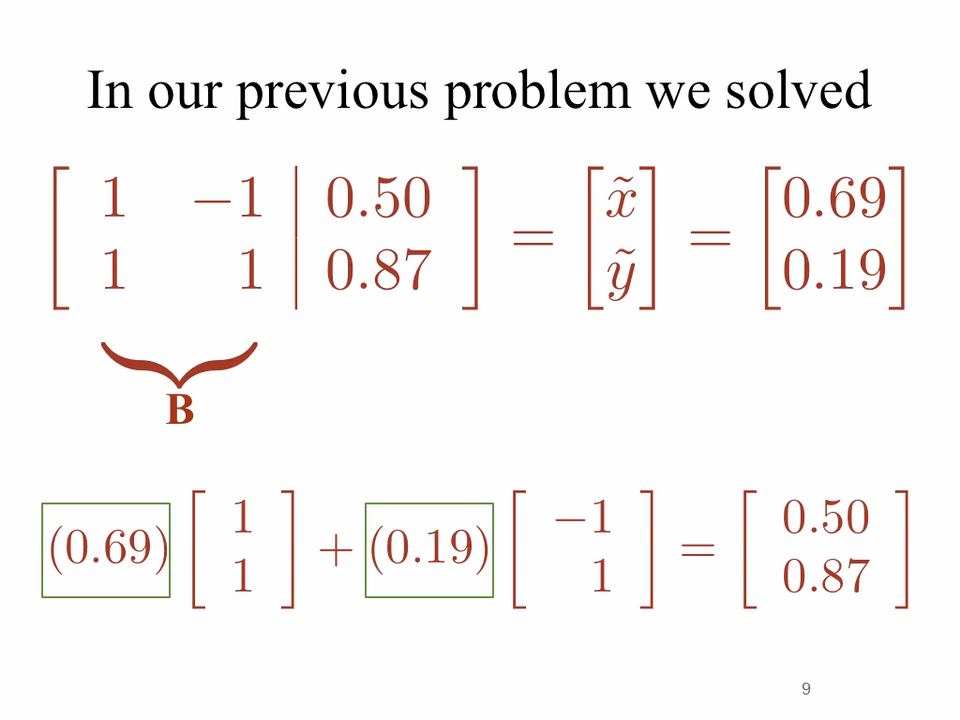 In our previous problem we solved
1 −1 | 0.50 = x̃ = 0.69
1 1 | 0.87 ỹ 0.19
B
(0.69) 1 + (0.19) −1 = 0.50
1 1 0.87
9